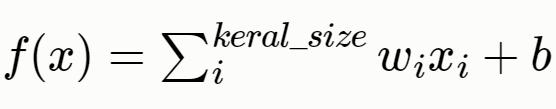 f(x) = ∑_i^{keral_size} w_i x_i + b